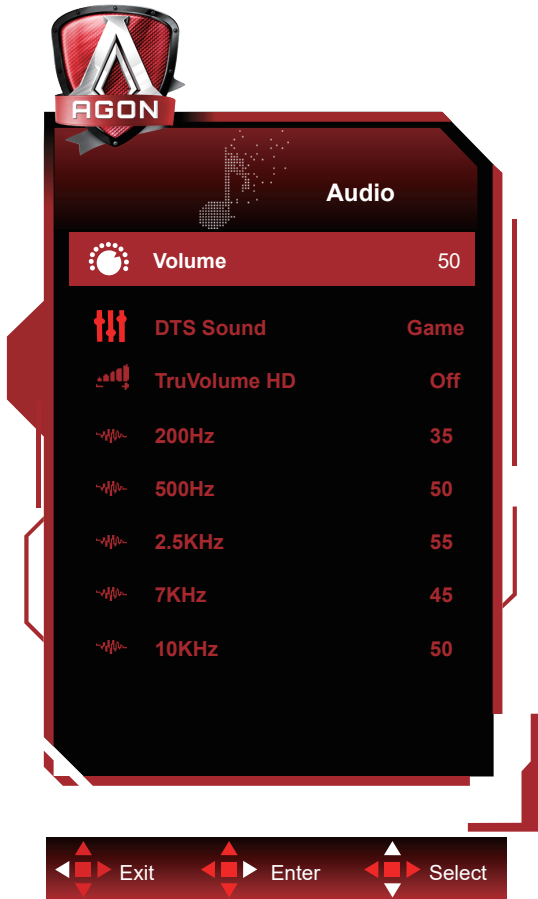 AGON
Audio
Volume 50
DTS Sound Game
TruVolume HD Off
200Hz 35
500Hz 50
2.5KHz 55
7KHz 45
10KHz 50
Exit Enter Select